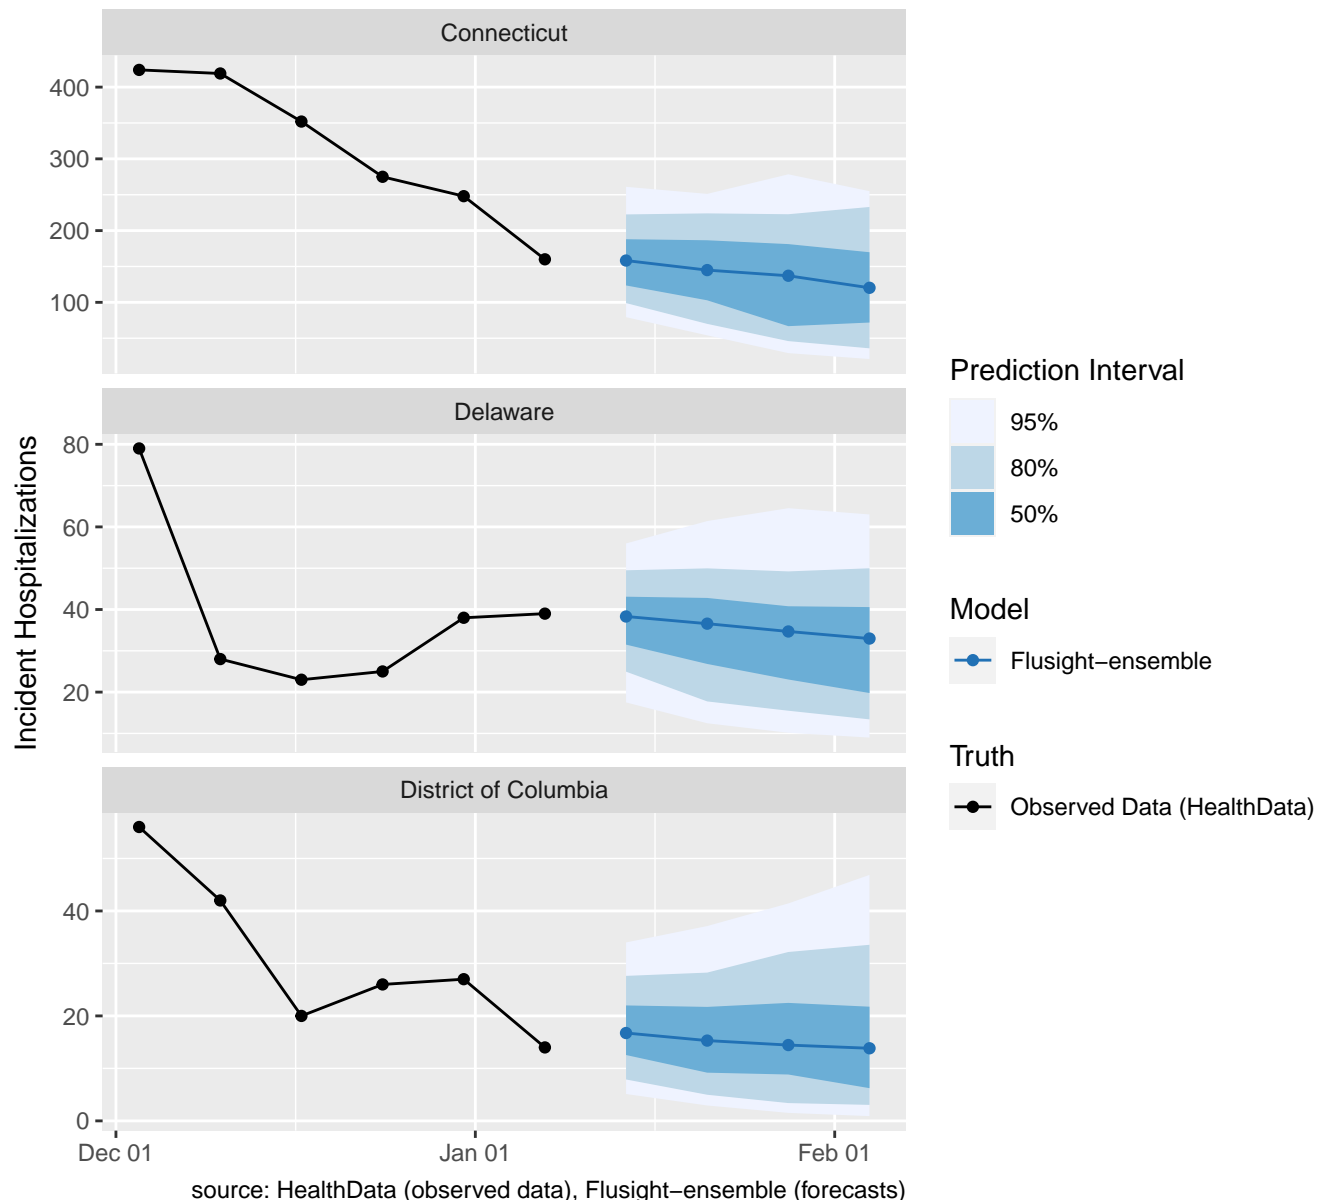 Connecticut
400
300
200
100
Delaware
80
60
40
20
District of Columbia
40
20
0
Dec 01
Jan 01
Feb 01
Incident Hospitalizations
source: HealthData (observed data), Flusight−ensemble (forecasts)
Prediction Interval
95%
80%
50%
Model
Flusight−ensemble
Truth
Observed Data (HealthData)